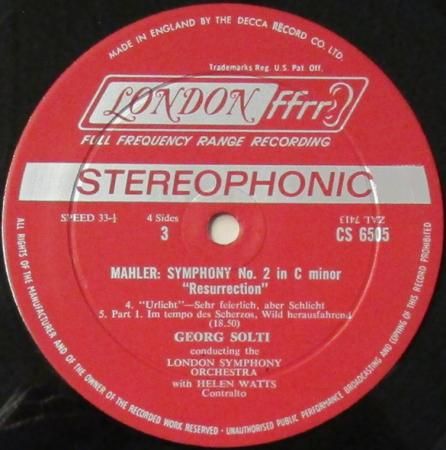 MADE IN ENGLAND BY THE DECCA RECORD CO. LTD.
Trademarks Reg. U.S. Pat. Off.
LONDON ffrr
FULL FREQUENCY RANGE RECORDING
STEREOPHONIC
SPEED 33-⅓
4 Sides
3
ZAL 7413
CS 6505
MAHLER: SYMPHONY No. 2 in C minor
"Resurrection"
4. "Urlicht"—Sehr feierlich, aber Schlicht
5. Part 1. Im tempo des Scherzos, Wild herausfahrend
(18.50)
GEORG SOLTI
conducting the
LONDON SYMPHONY
ORCHESTRA
with HELEN WATTS
Contralto
ALL RIGHTS OF THE MANUFACTURER AND OF THE OWNER OF THE RECORDED WORK RESERVED · UNAUTHORISED PUBLIC PERFORMANCE BROADCASTING AND COPYING OF THIS RECORD PROHIBITED